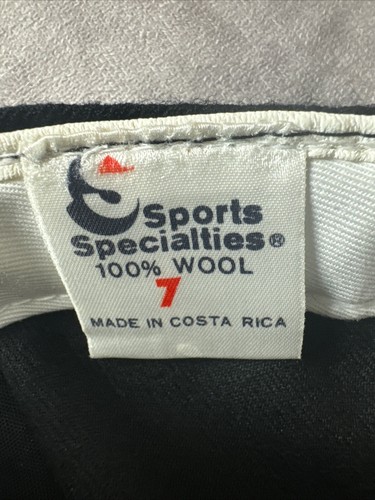 Sports
Specialties®
100% WOOL
7
MADE IN COSTA RICA